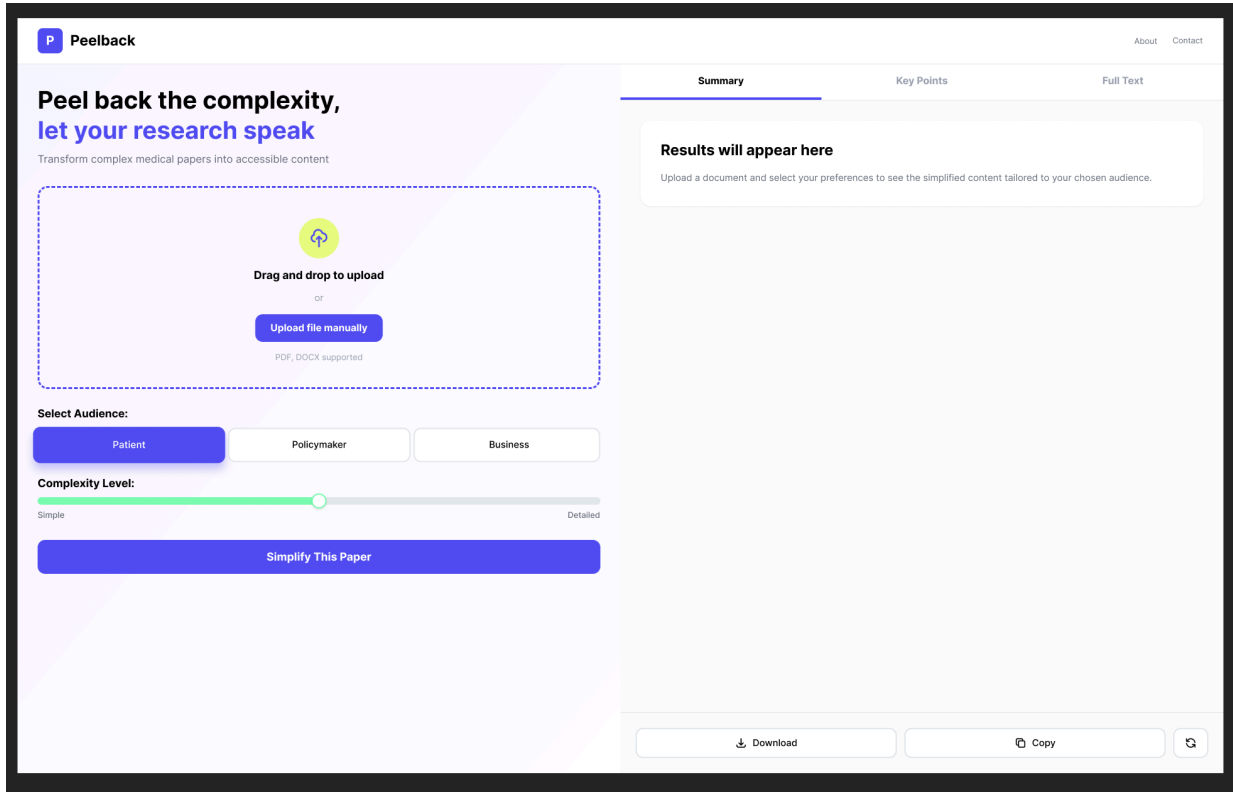 P Peelback
About Contact
Peel back the complexity,
let your research speak
Transform complex medical papers into accessible content
Drag and drop to upload
or
Upload file manually
PDF, DOCX supported
Select Audience:
Patient Policymaker Business
Complexity Level:
Simple Detailed
Simplify This Paper
Summary Key Points Full Text
Results will appear here
Upload a document and select your preferences to see the simplified content tailored to your chosen audience.
Download Copy